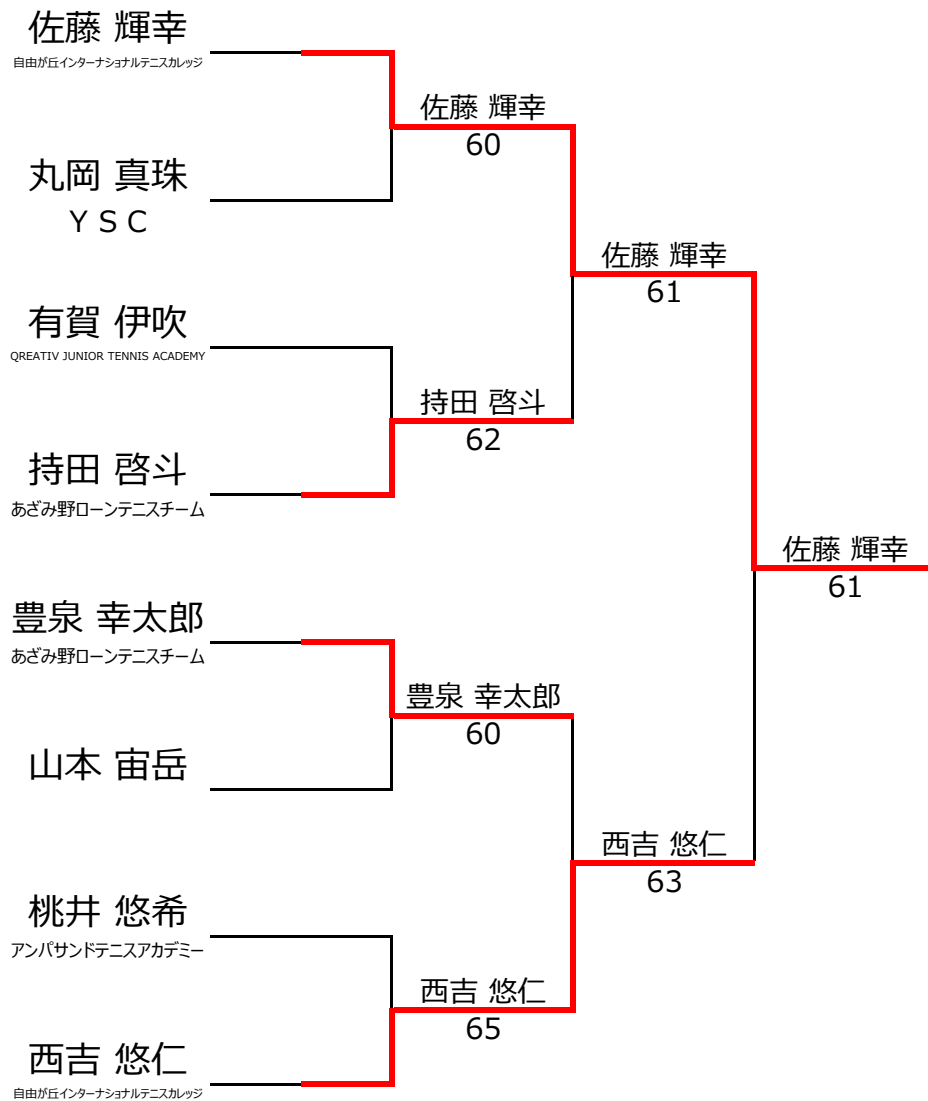 佐藤 輝幸
自由が丘インターナショナルテニスカレッジ
佐藤 輝幸
60
丸岡 真珠
ＹＳＣ
佐藤 輝幸
61
有賀 伊吹
QREATIV JUNIOR TENNIS ACADEMY
持田 啓斗
62
持田 啓斗
あざみ野ローンテニスチーム
佐藤 輝幸
61
豊泉 幸太郎
あざみ野ローンテニスチーム
豊泉 幸太郎
60
山本 宙岳
西吉 悠仁
63
桃井 悠希
アンパサンドテニスアカデミー
西吉 悠仁
65
西吉 悠仁
自由が丘インターナショナルテニスカレッジ